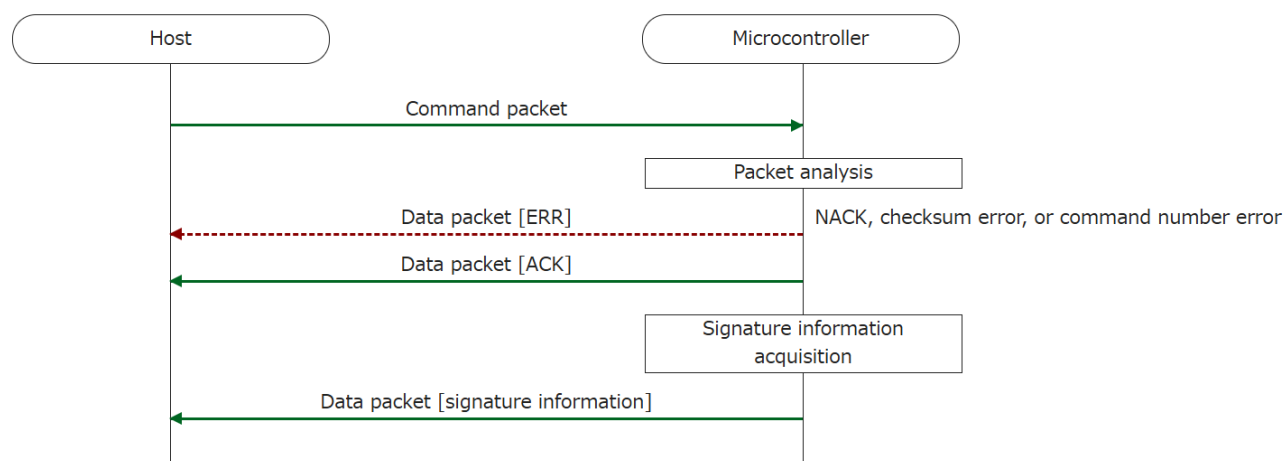 Host
Microcontroller
Command packet
Packet analysis
Data packet [ERR]
NACK, checksum error, or command number error
Data packet [ACK]
Signature information
acquisition
Data packet [signature information]